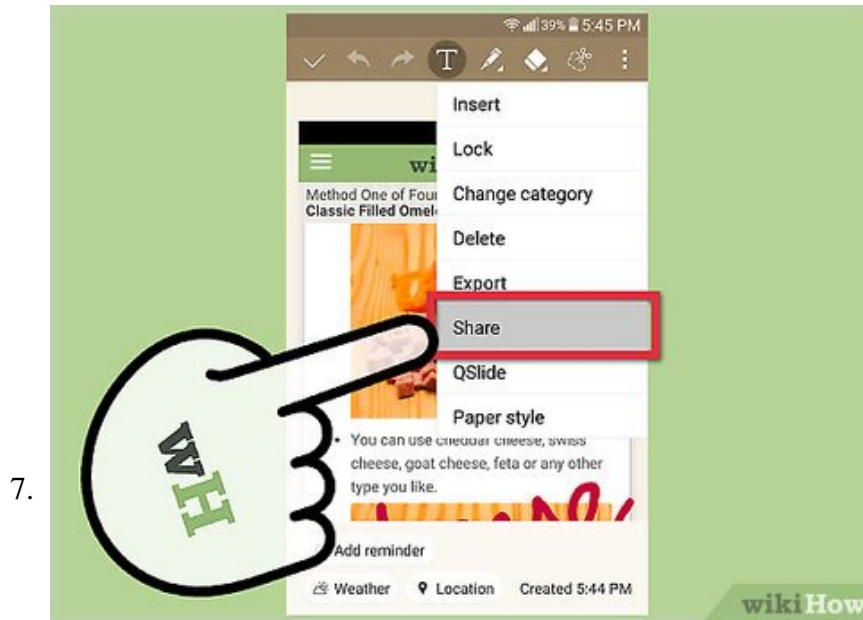 39% 5:45 PM
T
Insert
Lock
Change category
Delete
Export
Share
QSlide
Paper style
wi
Method One of Four
Classic Filled Omel
• You can use cheddar cheese, swiss
cheese, goat cheese, feta or any other
type you like.
Add reminder
Weather Location Created 5:44 PM
wH
7.
wikiHow